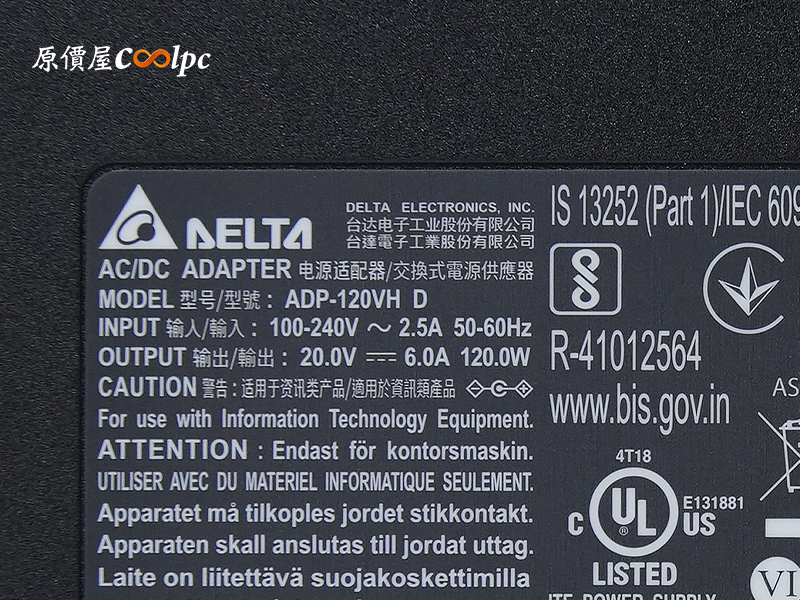 原價屋coolpc
DELTA
DELTA ELECTRONICS, INC.
台达电子工业股份有限公司
台達電子工業股份有限公司
AC/DC ADAPTER 电源适配器/交換式電源供應器
MODEL 型号/型號: ADP-120VH D
INPUT 输入/輸入: 100-240V ～ 2.5A 50-60Hz
OUTPUT 输出/輸出: 20.0V ⎓ 6.0A 120.0W
CAUTION 警告:适用于资讯类产品/適用於資訊類產品
For use with Information Technology Equipment.
ATTENTION : Endast för kontorsmaskin.
UTILISER AVEC DU MATERIEL INFORMATIQUE SEULEMENT.
Apparatet må tilkoples jordet stikkontakt.
Apparaten skall anslutas till jordat uttag.
Laite on liitettävä suojakoskettimilla
IS 13252 (Part 1)/IEC 609
R-41012564
www.bis.gov.in
AS
4T18
c UL ® US
E131881
LISTED
ITE POWER SUPPLY
VI